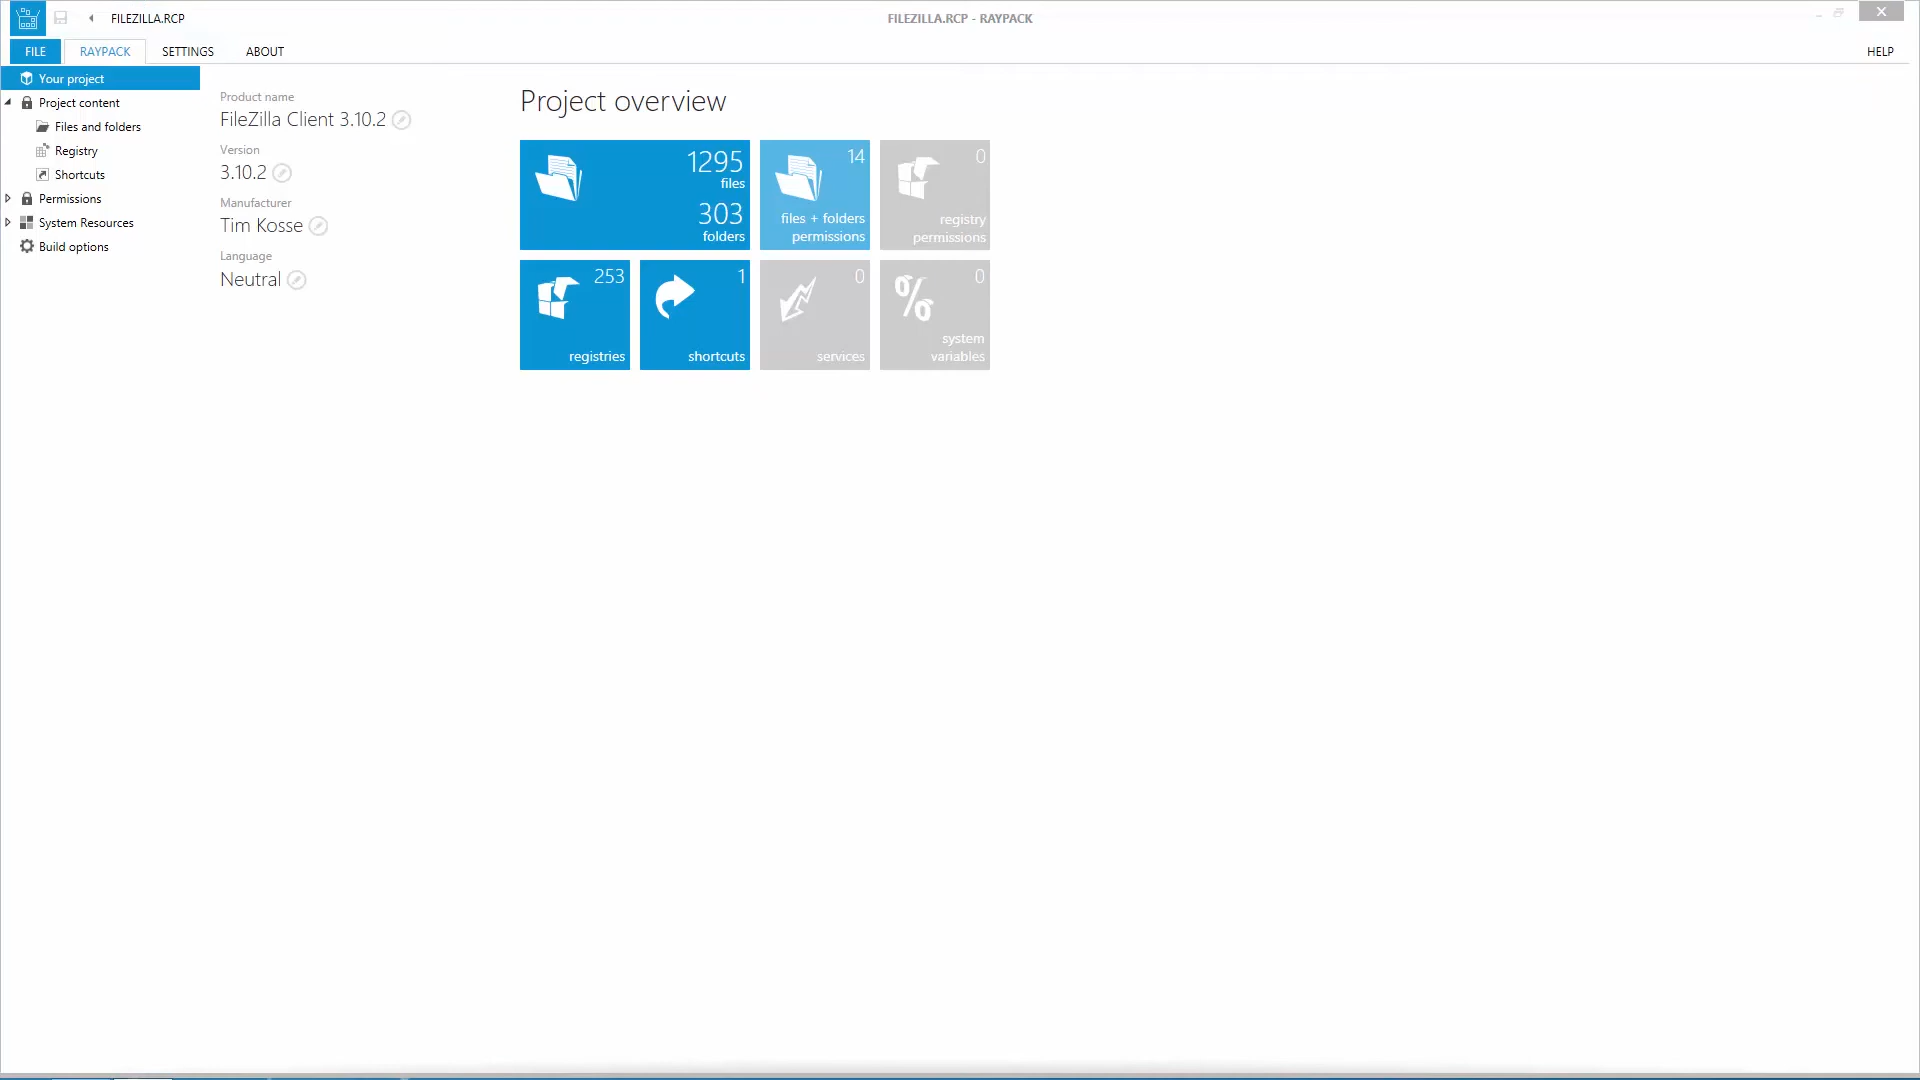 FILEZILLA.RCP
FILEZILLA.RCP - RAYPACK
FILE
RAYPACK
SETTINGS
ABOUT
HELP
Your project
Project content
Files and folders
Registry
Shortcuts
Permissions
System Resources
Build options
Product name
FileZilla Client 3.10.2
Version
3.10.2
Manufacturer
Tim Kosse
Language
Neutral
Project overview
1295
files
303
folders
14
files + folders
permissions
0
registry
permissions
253
registries
1
shortcuts
0
services
0
system
variables